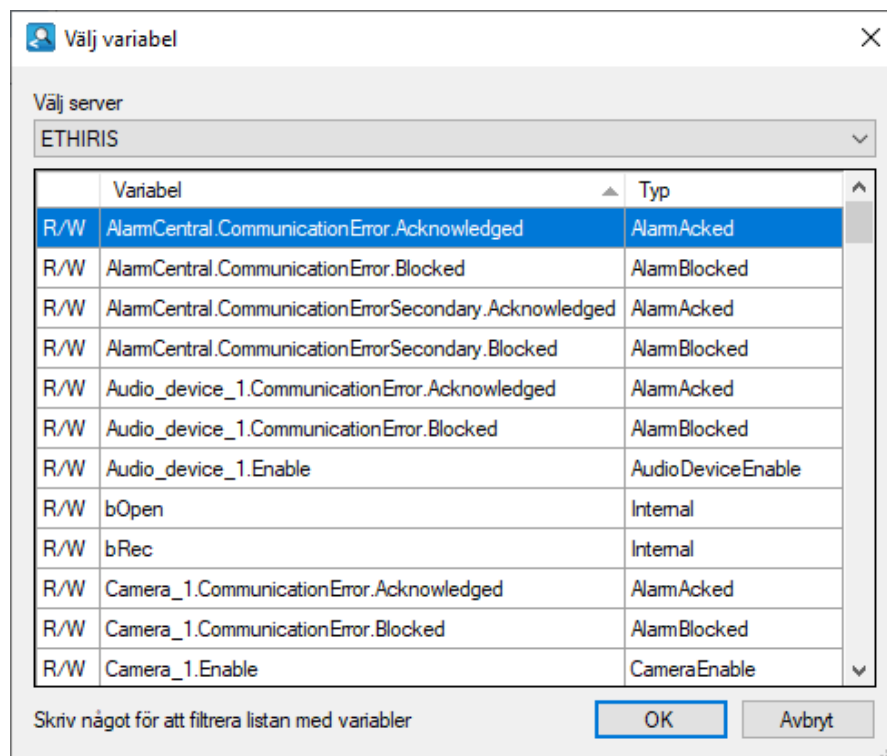 Välj variabel
Välj server
ETHIRIS
Variabel Typ
R/W AlarmCentral.CommunicationError.Acknowledged AlarmAcked
R/W AlarmCentral.CommunicationError.Blocked AlarmBlocked
R/W AlarmCentral.CommunicationErrorSecondary.Acknowledged AlarmAcked
R/W AlarmCentral.CommunicationErrorSecondary.Blocked AlarmBlocked
R/W Audio_device_1.CommunicationError.Acknowledged AlarmAcked
R/W Audio_device_1.CommunicationError.Blocked AlarmBlocked
R/W Audio_device_1.Enable AudioDeviceEnable
R/W bOpen Internal
R/W bRec Internal
R/W Camera_1.CommunicationError.Acknowledged AlarmAcked
R/W Camera_1.CommunicationError.Blocked AlarmBlocked
R/W Camera_1.Enable CameraEnable
Skriv något för att filtrera listan med variabler OK Avbryt